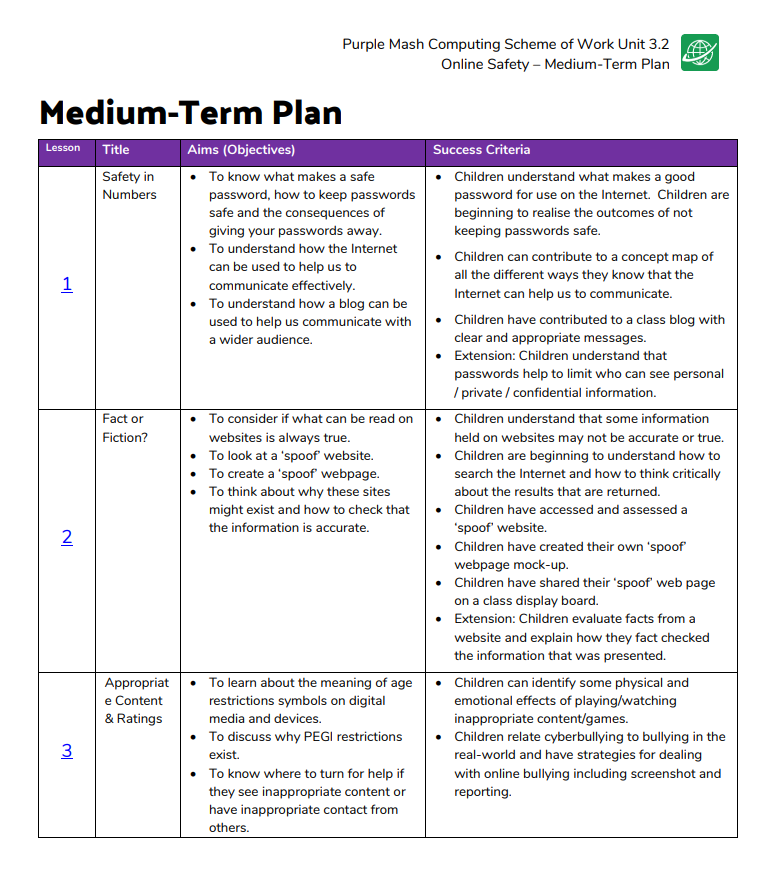 Purple Mash Computing Scheme of Work Unit 3.2
Online Safety – Medium-Term Plan
Medium-Term Plan
Lesson
Title
Aims (Objectives)
Success Criteria
1
Safety in
Numbers
• To know what makes a safe
password, how to keep passwords
safe and the consequences of
giving your passwords away.
• To understand how the Internet
can be used to help us to
communicate effectively.
• To understand how a blog can be
used to help us communicate with
a wider audience.
• Children understand what makes a good
password for use on the Internet.  Children are
beginning to realise the outcomes of not
keeping passwords safe.
• Children can contribute to a concept map of
all the different ways they know that the
Internet can help us to communicate.
• Children have contributed to a class blog with
clear and appropriate messages.
• Extension: Children understand that
passwords help to limit who can see personal
/ private / confidential information.
2
Fact or
Fiction?
• To consider if what can be read on
websites is always true.
• To look at a ‘spoof’ website.
• To create a ‘spoof’ webpage.
• To think about why these sites
might exist and how to check that
the information is accurate.
• Children understand that some information
held on websites may not be accurate or true.
• Children are beginning to understand how to
search the Internet and how to think critically
about the results that are returned.
• Children have accessed and assessed a
‘spoof’ website.
• Children have created their own ‘spoof’
webpage mock-up.
• Children have shared their ‘spoof’ web page
on a class display board.
• Extension: Children evaluate facts from a
website and explain how they fact checked
the information that was presented.
3
Appropriat
e Content
& Ratings
• To learn about the meaning of age
restrictions symbols on digital
media and devices.
• To discuss why PEGI restrictions
exist.
• To know where to turn for help if
they see inappropriate content or
have inappropriate contact from
others.
• Children can identify some physical and
emotional effects of playing/watching
inappropriate content/games.
• Children relate cyberbullying to bullying in the
real-world and have strategies for dealing
with online bullying including screenshot and
reporting.